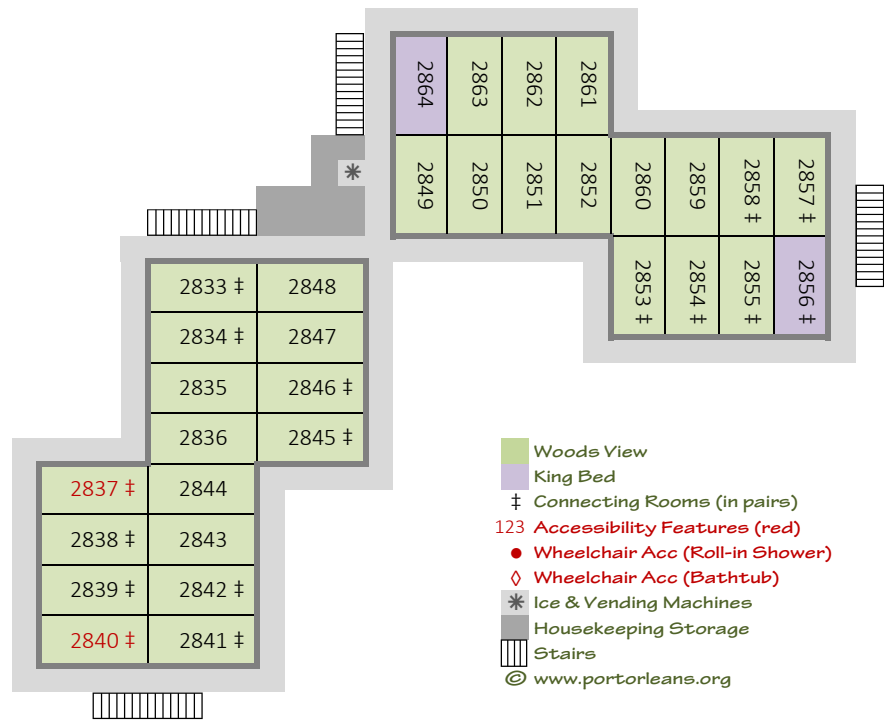 2864 2863 2862 2861
2849 2850 2851 2852 2860 2859 2858 ‡ 2857 ‡
2853 ‡ 2854 ‡ 2855 ‡ 2856 ‡
2833 ‡ 2848
2834 ‡ 2847
2835 2846 ‡
2836 2845 ‡
2837 ‡ 2844
2838 ‡ 2843
2839 ‡ 2842 ‡
2840 ‡ 2841 ‡
Woods View
King Bed
‡ Connecting Rooms (in pairs)
123 Accessibility Features (red)
● Wheelchair Acc (Roll-in Shower)
◊ Wheelchair Acc (Bathtub)
Ice & Vending Machines
Housekeeping Storage
Stairs
© www.portorleans.org